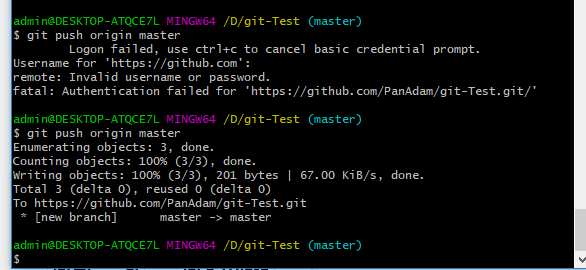 admin@DESKTOP-ATQCE7L MINGW64 /D/git-Test (master)
$ git push origin master
Logon failed, use ctrl+c to cancel basic credential prompt.
Username for 'https://github.com':
remote: Invalid username or password.
fatal: Authentication failed for 'https://github.com/PanAdam/git-Test.git/'
admin@DESKTOP-ATQCE7L MINGW64 /D/git-Test (master)
$ git push origin master
Enumerating objects: 3, done.
Counting objects: 100% (3/3), done.
Writing objects: 100% (3/3), 201 bytes | 67.00 KiB/s, done.
Total 3 (delta 0), reused 0 (delta 0)
To https://github.com/PanAdam/git-Test.git
* [new branch] master -> master
admin@DESKTOP-ATQCE7L MINGW64 /D/git-Test (master)
$